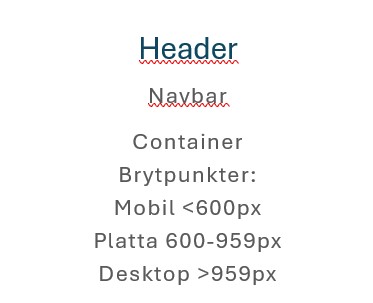 Header
Navbar
Container
Brytpunkter:
Mobil <600px
Platta 600-959px
Desktop >959px